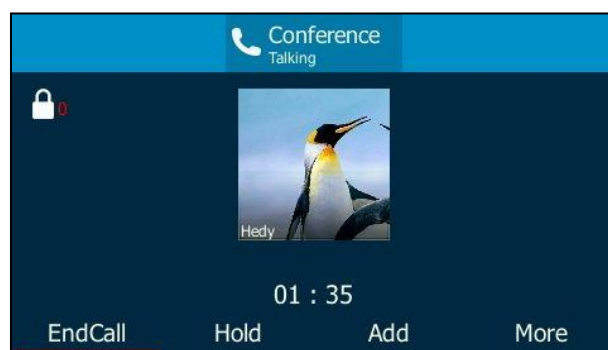 Conference
Talking
0
Hedy
01 : 35
EndCall Hold Add More